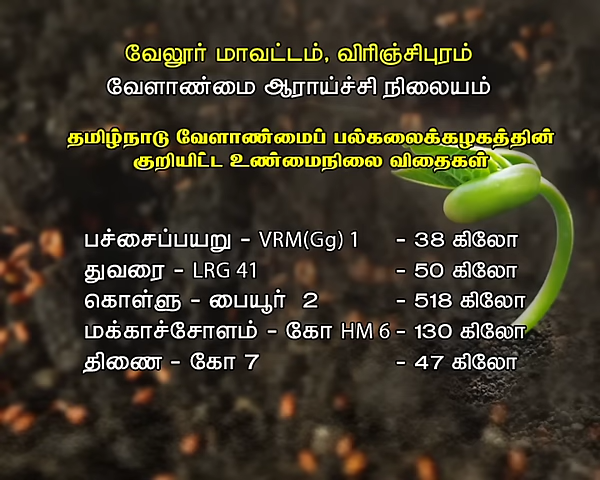 வேலூர் மாவட்டம், விரிஞ்சிபுரம்
வேளாண்மை ஆராய்ச்சி நிலையம்
தமிழ்நாடு வேளாண்மைப் பல்கலைக்கழகத்தின்
குறியிட்ட உண்மைநிலை விதைகள்
பச்சைப்பயறு - VRM(Gg) 1 - 38 கிலோ
துவரை - LRG 41 - 50 கிலோ
கொள்ளு - பையூர் 2 - 518 கிலோ
மக்காச்சோளம் - கோ HM 6 - 130 கிலோ
திணை - கோ 7 - 47 கிலோ